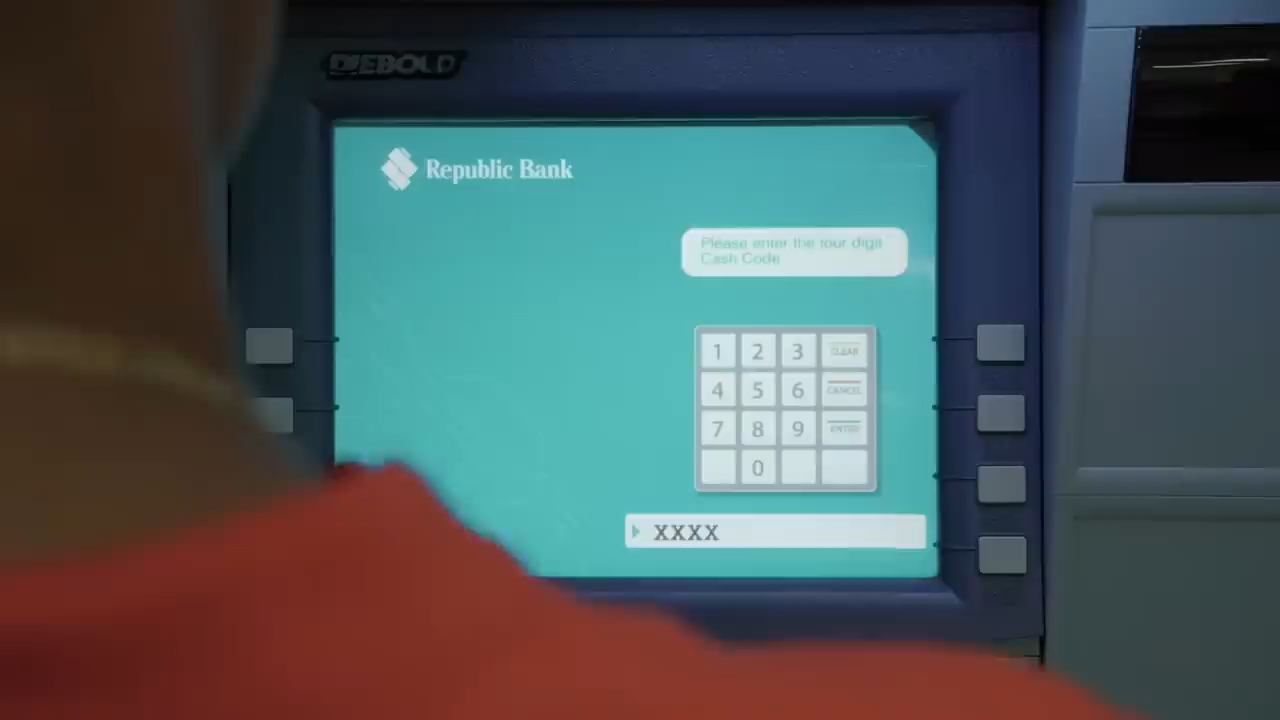 DIEBOLD
Republic Bank
Please enter the four digit
Cash Code
1 2 3 CLEAR
4 5 6 CANCEL
7 8 9 ENTER
0
XXXX